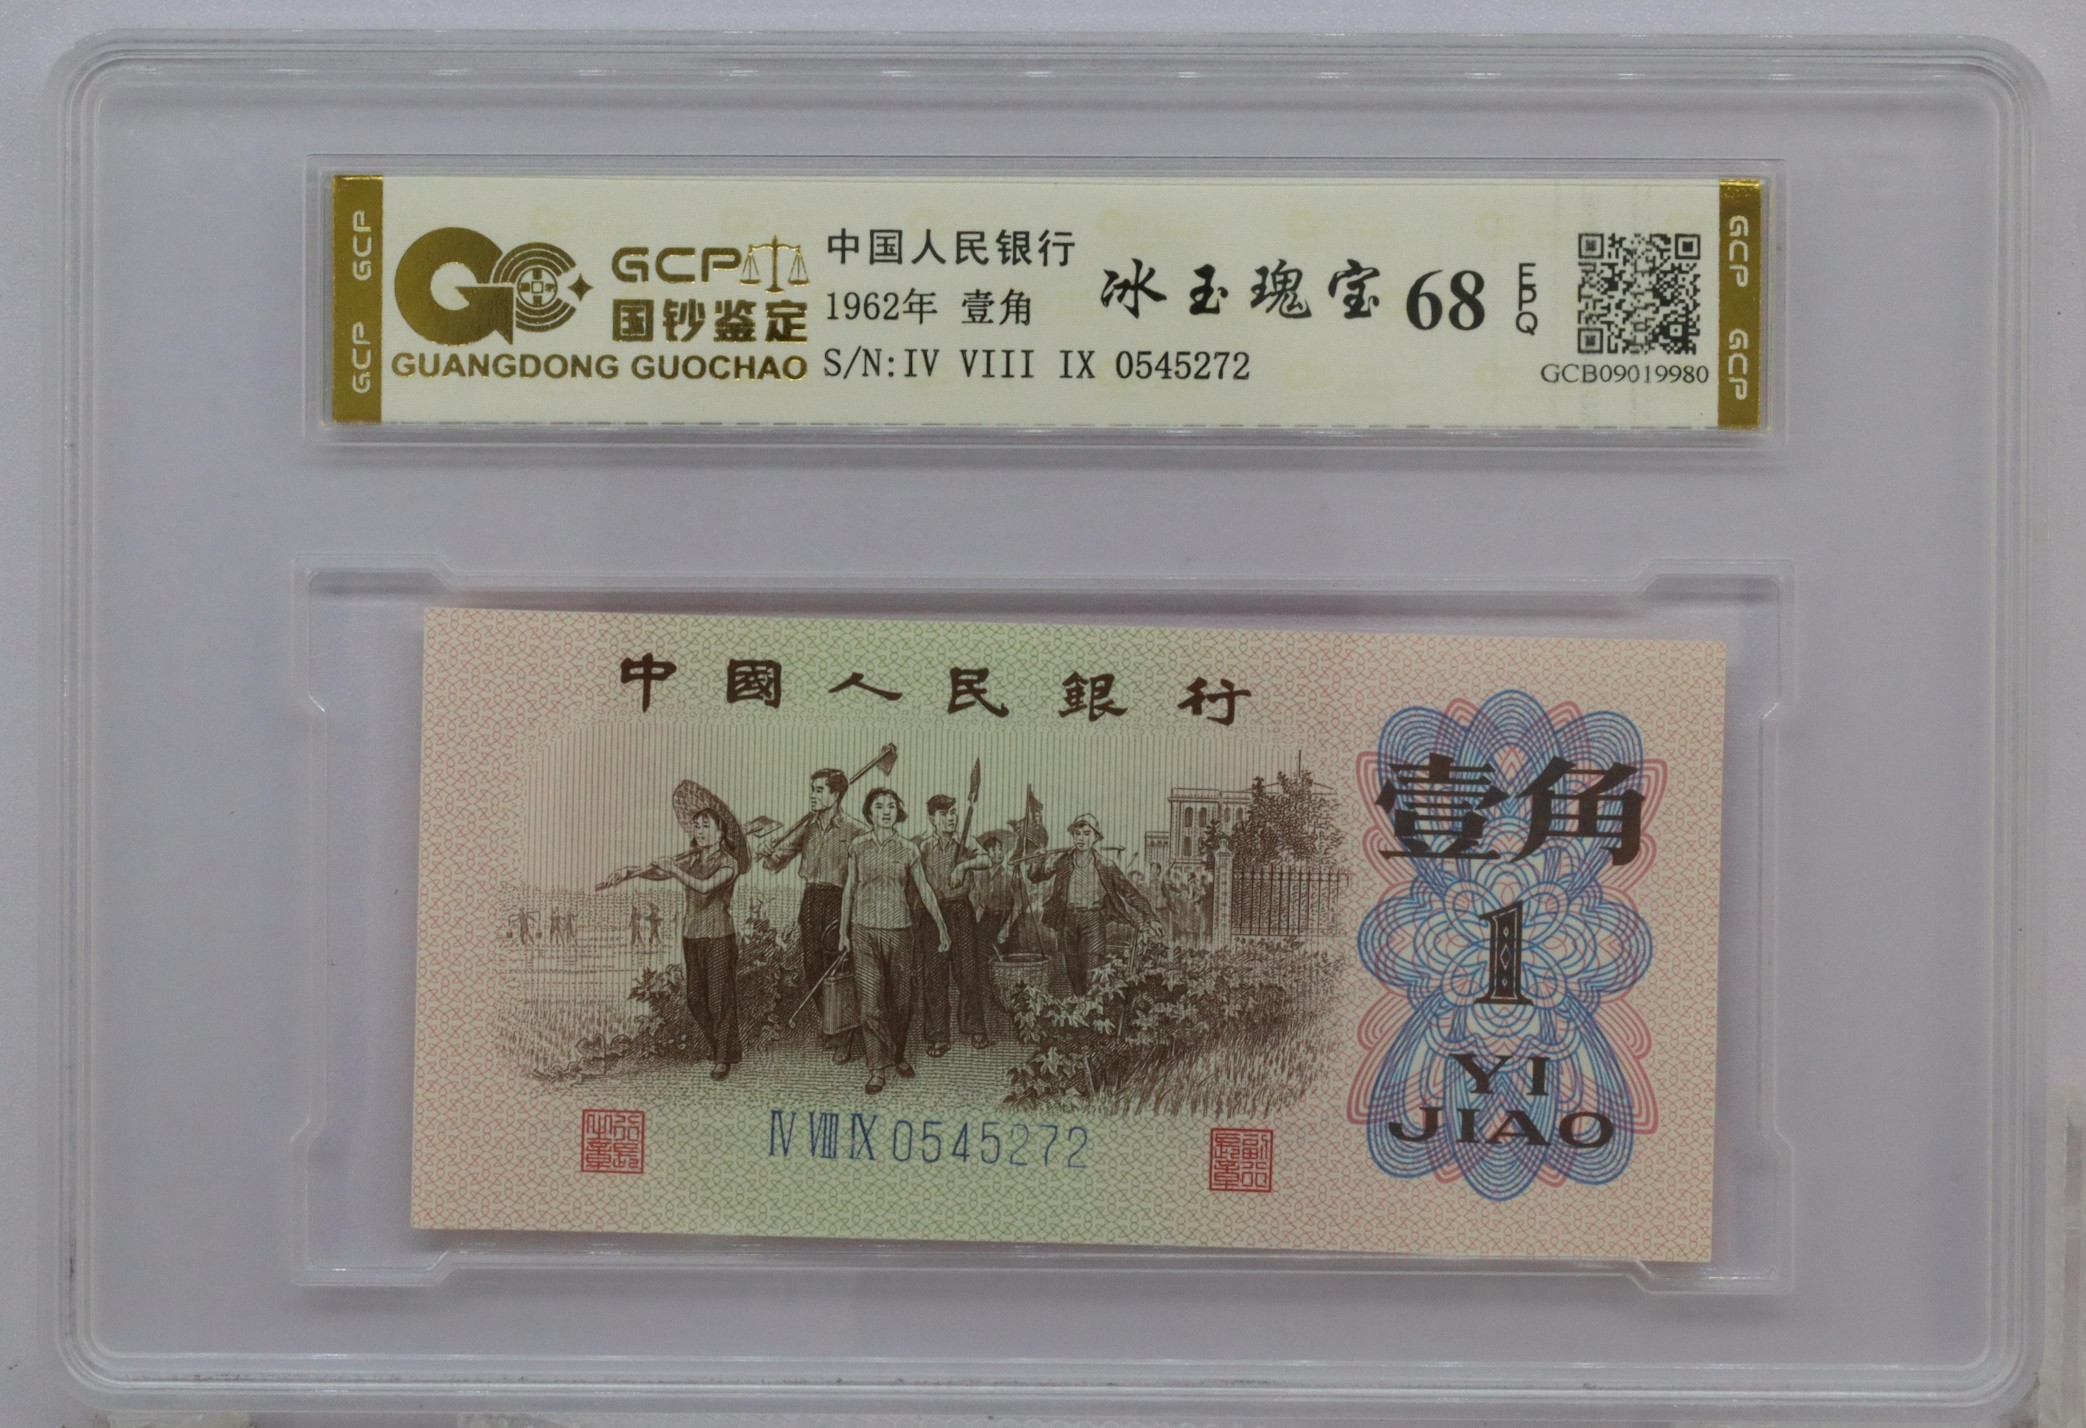 GCP
GCP
GCP
国钞鉴定
GUANGDONG GUOCHAO
中国人民银行
1962年 壹角
S/N:IV VIII IX 0545272
冰玉瑰宝 68
EPQ
GCB09019980
GCP
GCP
中國人民銀行
壹角
1
YI
JIAO
IV VIII IX 0545272